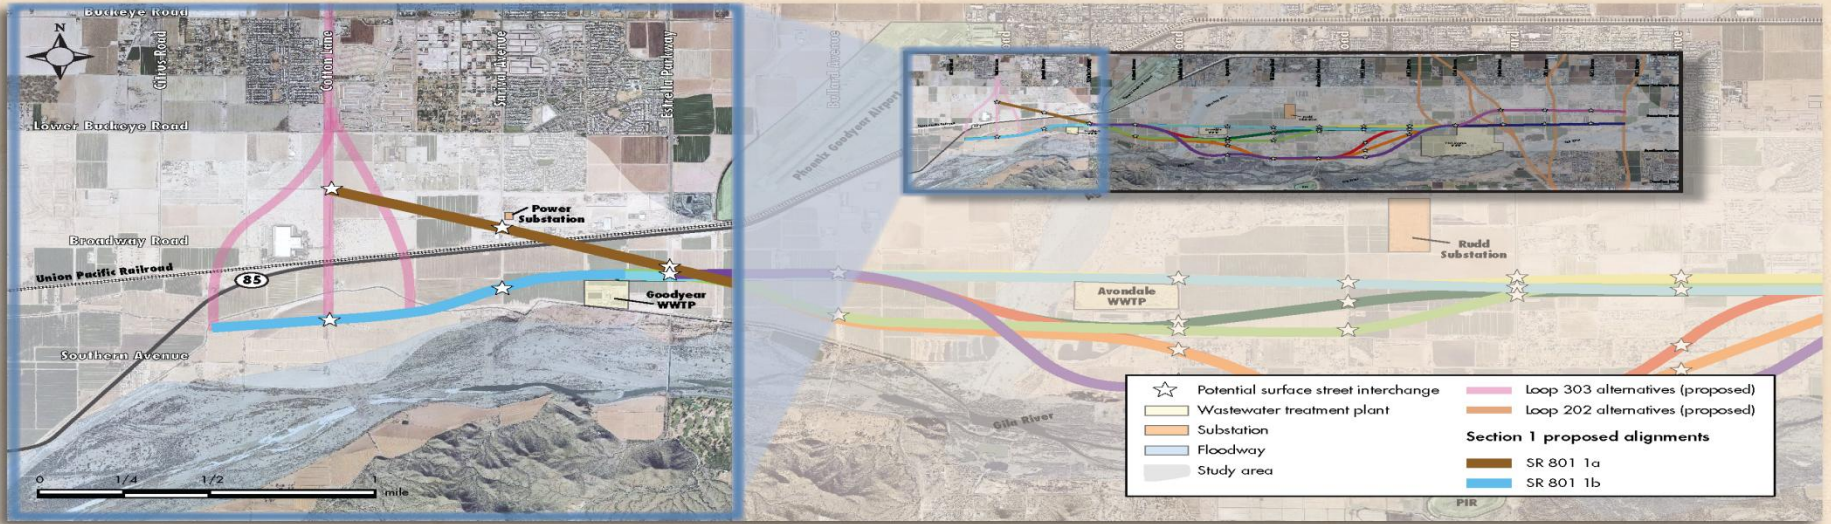 Buckeye Road
N
Citrus Road
Cotton Lane
Sarival Avenue
Estrella Parkway
Bullard Avenue
Lower Buckeye Road
Phoenix Goodyear Airport
Power
Substation
Broadway Road
Union Pacific Railroad
85
Goodyear
WWTP
Southern Avenue
0
1/4
1/2
1
mile
Rudd
Substation
Avondale
WWTP
Gila River
PIR
Potential surface street interchange
Wastewater treatment plant
Substation
Floodway
Study area
Loop 303 alternatives (proposed)
Loop 202 alternatives (proposed)
Section 1 proposed alignments
SR 801 1a
SR 801 1b